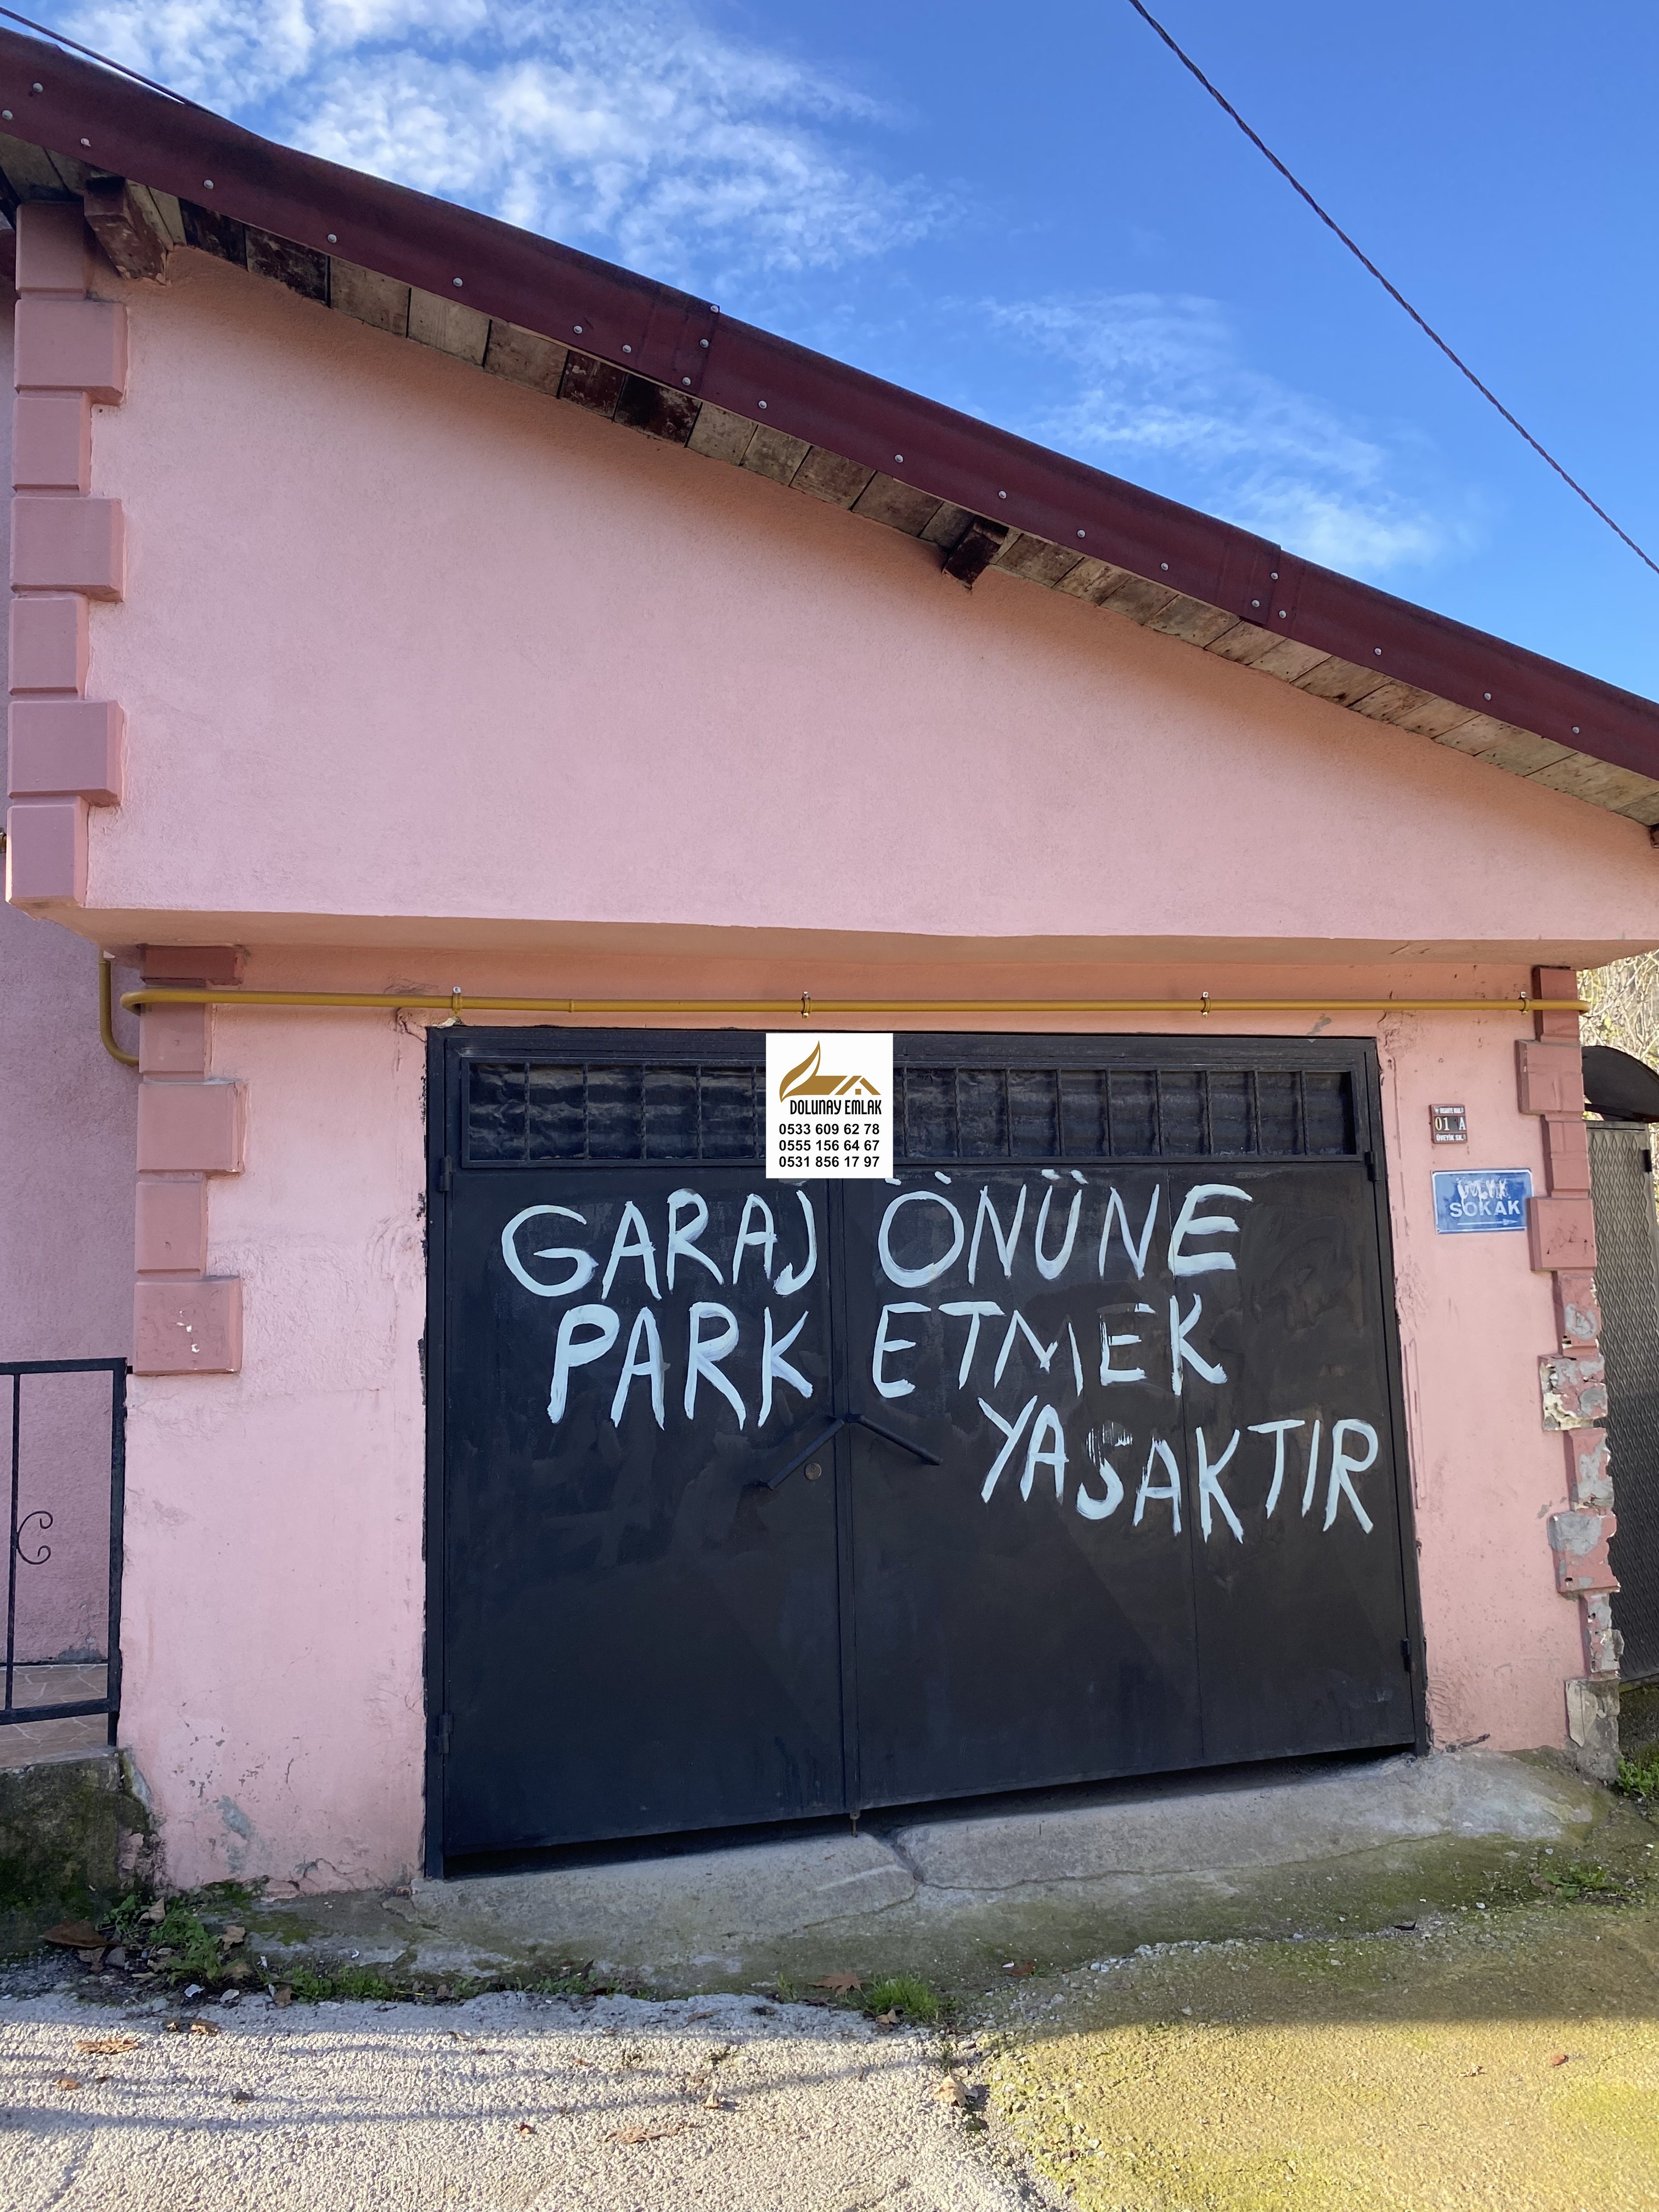 DOLUNAY EMLAK
0533 609 62 78
0555 156 64 67
0531 856 17 97
GARAJ ÖNÜNE
PARK ETMEK
YASAKTIR
01 A
SOKAK